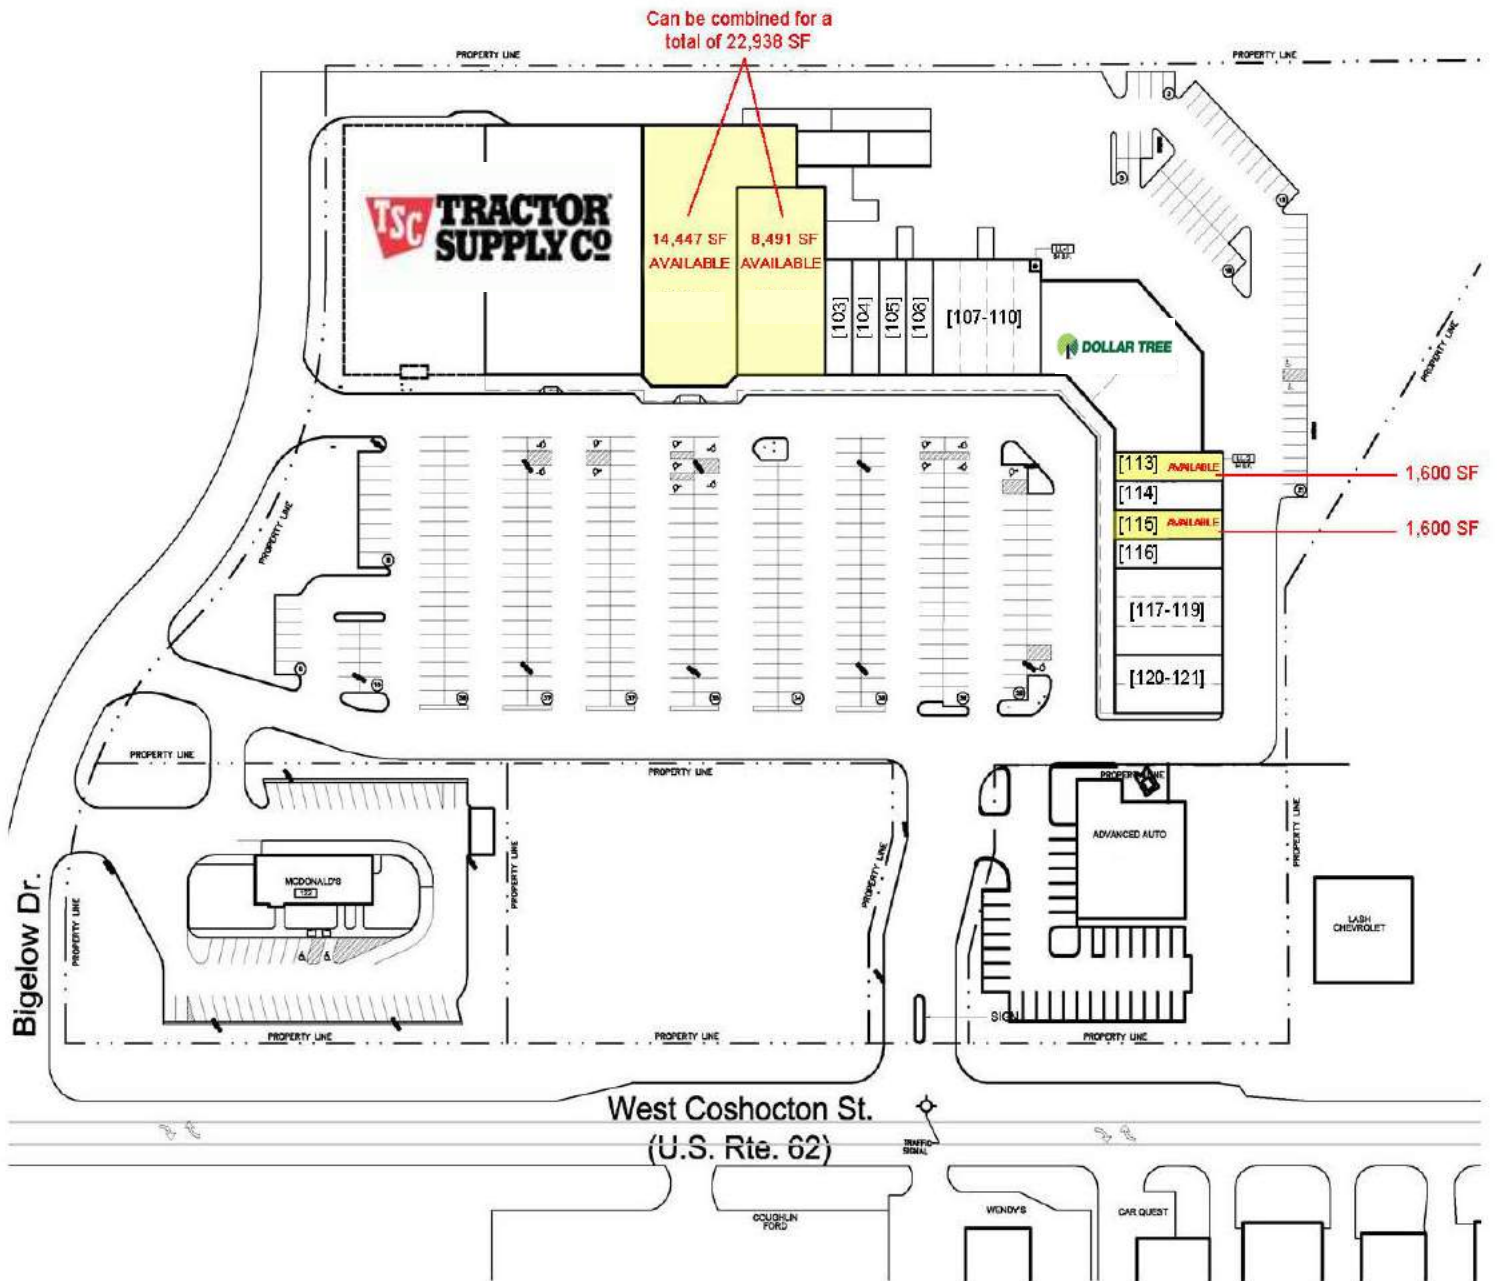 Can be combined for a
total of 22,938 SF
PROPERTY LINE
PROPERTY LINE
TSC TRACTOR
SUPPLY CO
14,447 SF
AVAILABLE
8,491 SF
AVAILABLE
[103]
[104]
[105]
[106]
[107-110]
DOLLAR TREE
PROPERTY LINE
[113] AVAILABLE
1,600 SF
[114]
[115] AVAILABLE
1,600 SF
[116]
[117-119]
[120-121]
PROPERTY LINE
PROPERTY LINE
PROPERTY LINE
PROPERTY LINE
PROPERTY LINE
ADVANCED AUTO
MCDONALD'S
122
PROPERTY LINE
PROPERTY LINE
PROPERTY LINE
LASH
CHEVROLET
Bigelow Dr.
SIGN
PROPERTY LINE
PROPERTY LINE
PROPERTY LINE
West Coshocton St.
(U.S. Rte. 62)
TRAFFIC
SIGNAL
COUGHLIN
FORD
WENDY'S
CAR QUEST